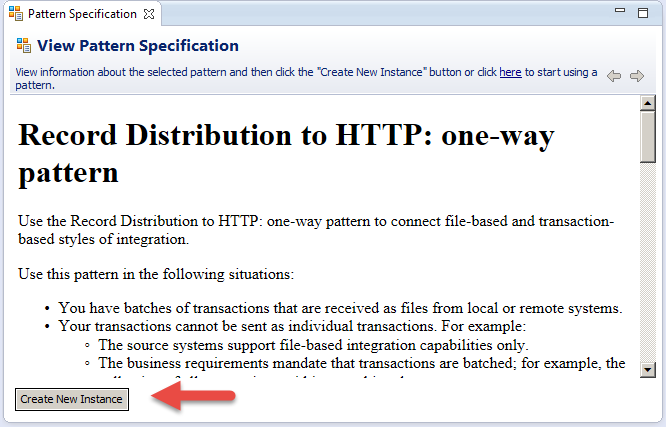 Pattern Specification
View Pattern Specification
View information about the selected pattern and then click the "Create New Instance" button or click here to start using a
pattern.
Record Distribution to HTTP: one-way
pattern
Use the Record Distribution to HTTP: one-way pattern to connect file-based and transaction-
based styles of integration.
Use this pattern in the following situations:
• You have batches of transactions that are received as files from local or remote systems.
• Your transactions cannot be sent as individual transactions. For example:
◦ The source systems support file-based integration capabilities only.
◦ The business requirements mandate that transactions are batched; for example, the
Create New Instance